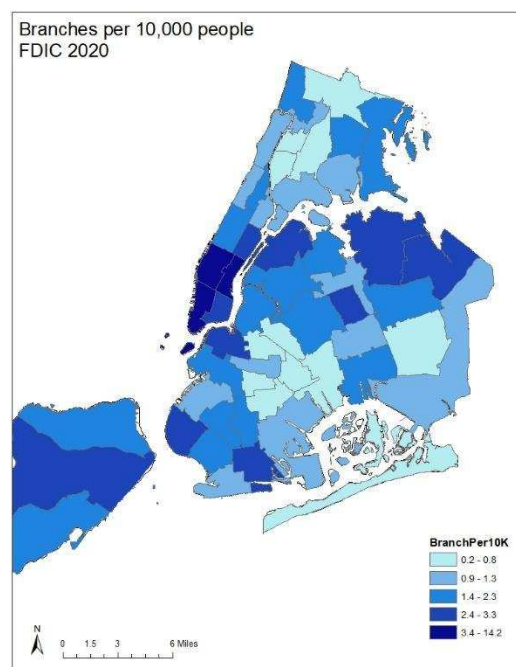 Branches per 10,000 people
FDIC 2020
BranchPer10K
0.2 - 0.8
0.9 - 1.3
1.4 - 2.3
2.4 - 3.3
3.4 - 14.2
N
0 1.5 3 6 Miles